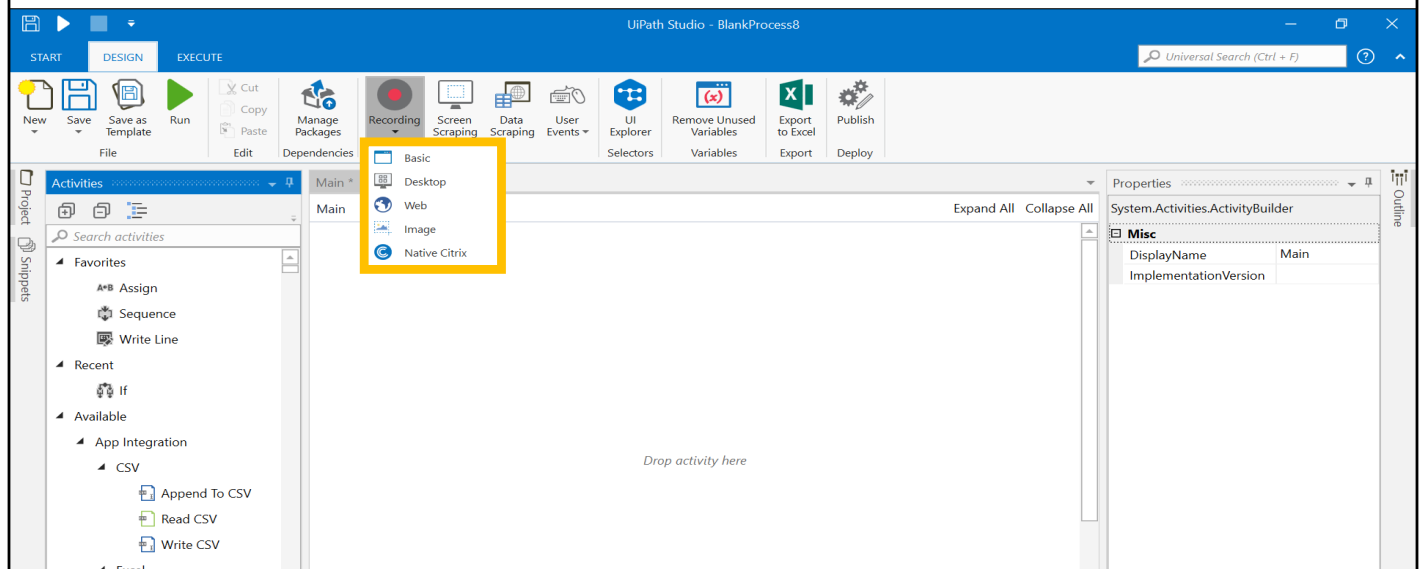 UiPath Studio - BlankProcess8
START DESIGN EXECUTE
Universal Search (Ctrl + F)
?
New Save Save as Template Run
File
Cut
Copy
Paste
Edit
Manage Packages
Dependencies
Recording Screen Scraping Data Scraping User Events
UI Explorer
Selectors
Remove Unused Variables
Variables
Export to Excel
Export
Publish
Deploy
Basic
Desktop
Web
Image
Native Citrix
Project
Snippets
Activities
Search activities
Favorites
A*B Assign
Sequence
Write Line
Recent
If
Available
App Integration
CSV
Append To CSV
Read CSV
Write CSV
Excel
Main *
Main
Expand All Collapse All
Drop activity here
Properties
System.Activities.ActivityBuilder
Misc
DisplayName Main
ImplementationVersion
Outline